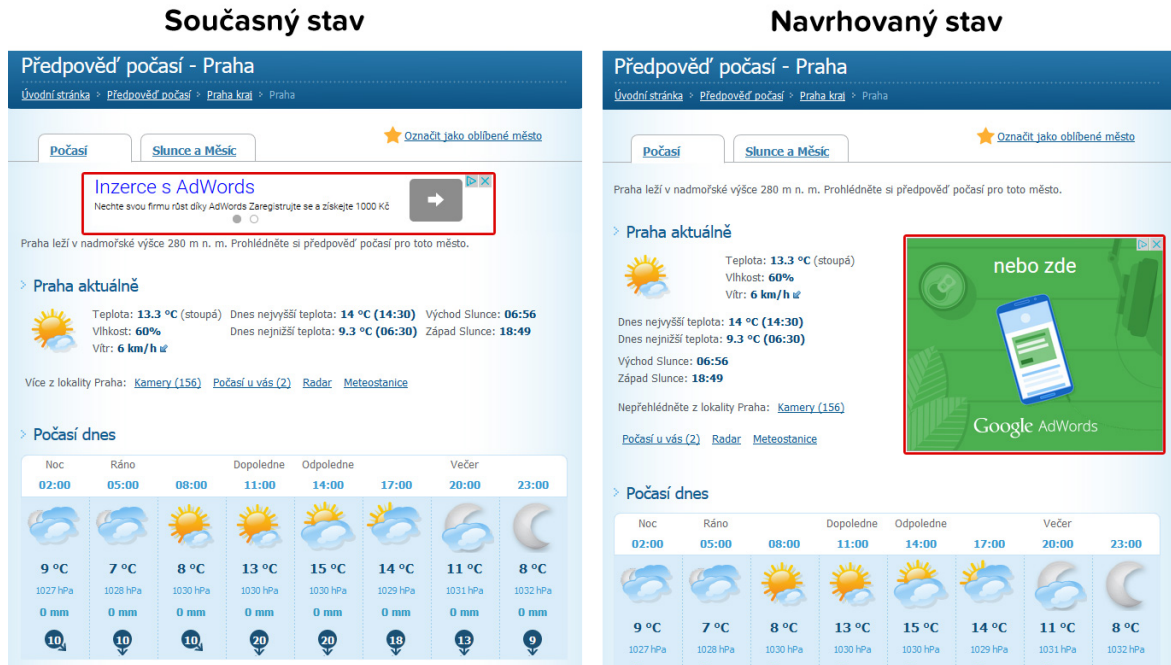 Současný stav
Předpověď počasí - Praha
Úvodní stránka > Předpověď počasí > Praha kraj > Praha
Počasí
Slunce a Měsíc
Označit jako oblíbené město
Inzerce s AdWords
Nechte svou firmu růst díky AdWords Zaregistrujte se a získejte 1000 Kč
Praha leží v nadmořské výšce 280 m n. m. Prohlédněte si předpověď počasí pro toto město.
Praha aktuálně
Teplota: 13.3 °C (stoupá) Dnes nejvyšší teplota: 14 °C (14:30) Východ Slunce: 06:56
Vlhkost: 60% Dnes nejnižší teplota: 9.3 °C (06:30) Západ Slunce: 18:49
Vítr: 6 km/h
Více z lokality Praha: Kamery (156) Počasí u vás (2) Radar Meteostanice
Počasí dnes
Noc Ráno Dopoledne Odpoledne Večer
02:00 05:00 08:00 11:00 14:00 17:00 20:00 23:00
9 °C 7 °C 8 °C 13 °C 15 °C 14 °C 11 °C 8 °C
1027 hPa 1028 hPa 1030 hPa 1030 hPa 1030 hPa 1029 hPa 1031 hPa 1032 hPa
0 mm 0 mm 0 mm 0 mm 0 mm 0 mm 0 mm 0 mm
10 10 10 20 20 18 13 9
Navrhovaný stav
Předpověď počasí - Praha
Úvodní stránka > Předpověď počasí > Praha kraj > Praha
Počasí
Slunce a Měsíc
Označit jako oblíbené město
Praha leží v nadmořské výšce 280 m n. m. Prohlédněte si předpověď počasí pro toto město.
Praha aktuálně
Teplota: 13.3 °C (stoupá)
Vlhkost: 60%
Vítr: 6 km/h
Dnes nejvyšší teplota: 14 °C (14:30)
Dnes nejnižší teplota: 9.3 °C (06:30)
Východ Slunce: 06:56
Západ Slunce: 18:49
Nepřehlédněte z lokality Praha: Kamery (156)
Počasí u vás (2) Radar Meteostanice
nebo zde
Google AdWords
Počasí dnes
Noc Ráno Dopoledne Odpoledne Večer
02:00 05:00 08:00 11:00 14:00 17:00 20:00 23:00
9 °C 7 °C 8 °C 13 °C 15 °C 14 °C 11 °C 8 °C
1027 hPa 1028 hPa 1030 hPa 1030 hPa 1030 hPa 1029 hPa 1031 hPa 1032 hPa